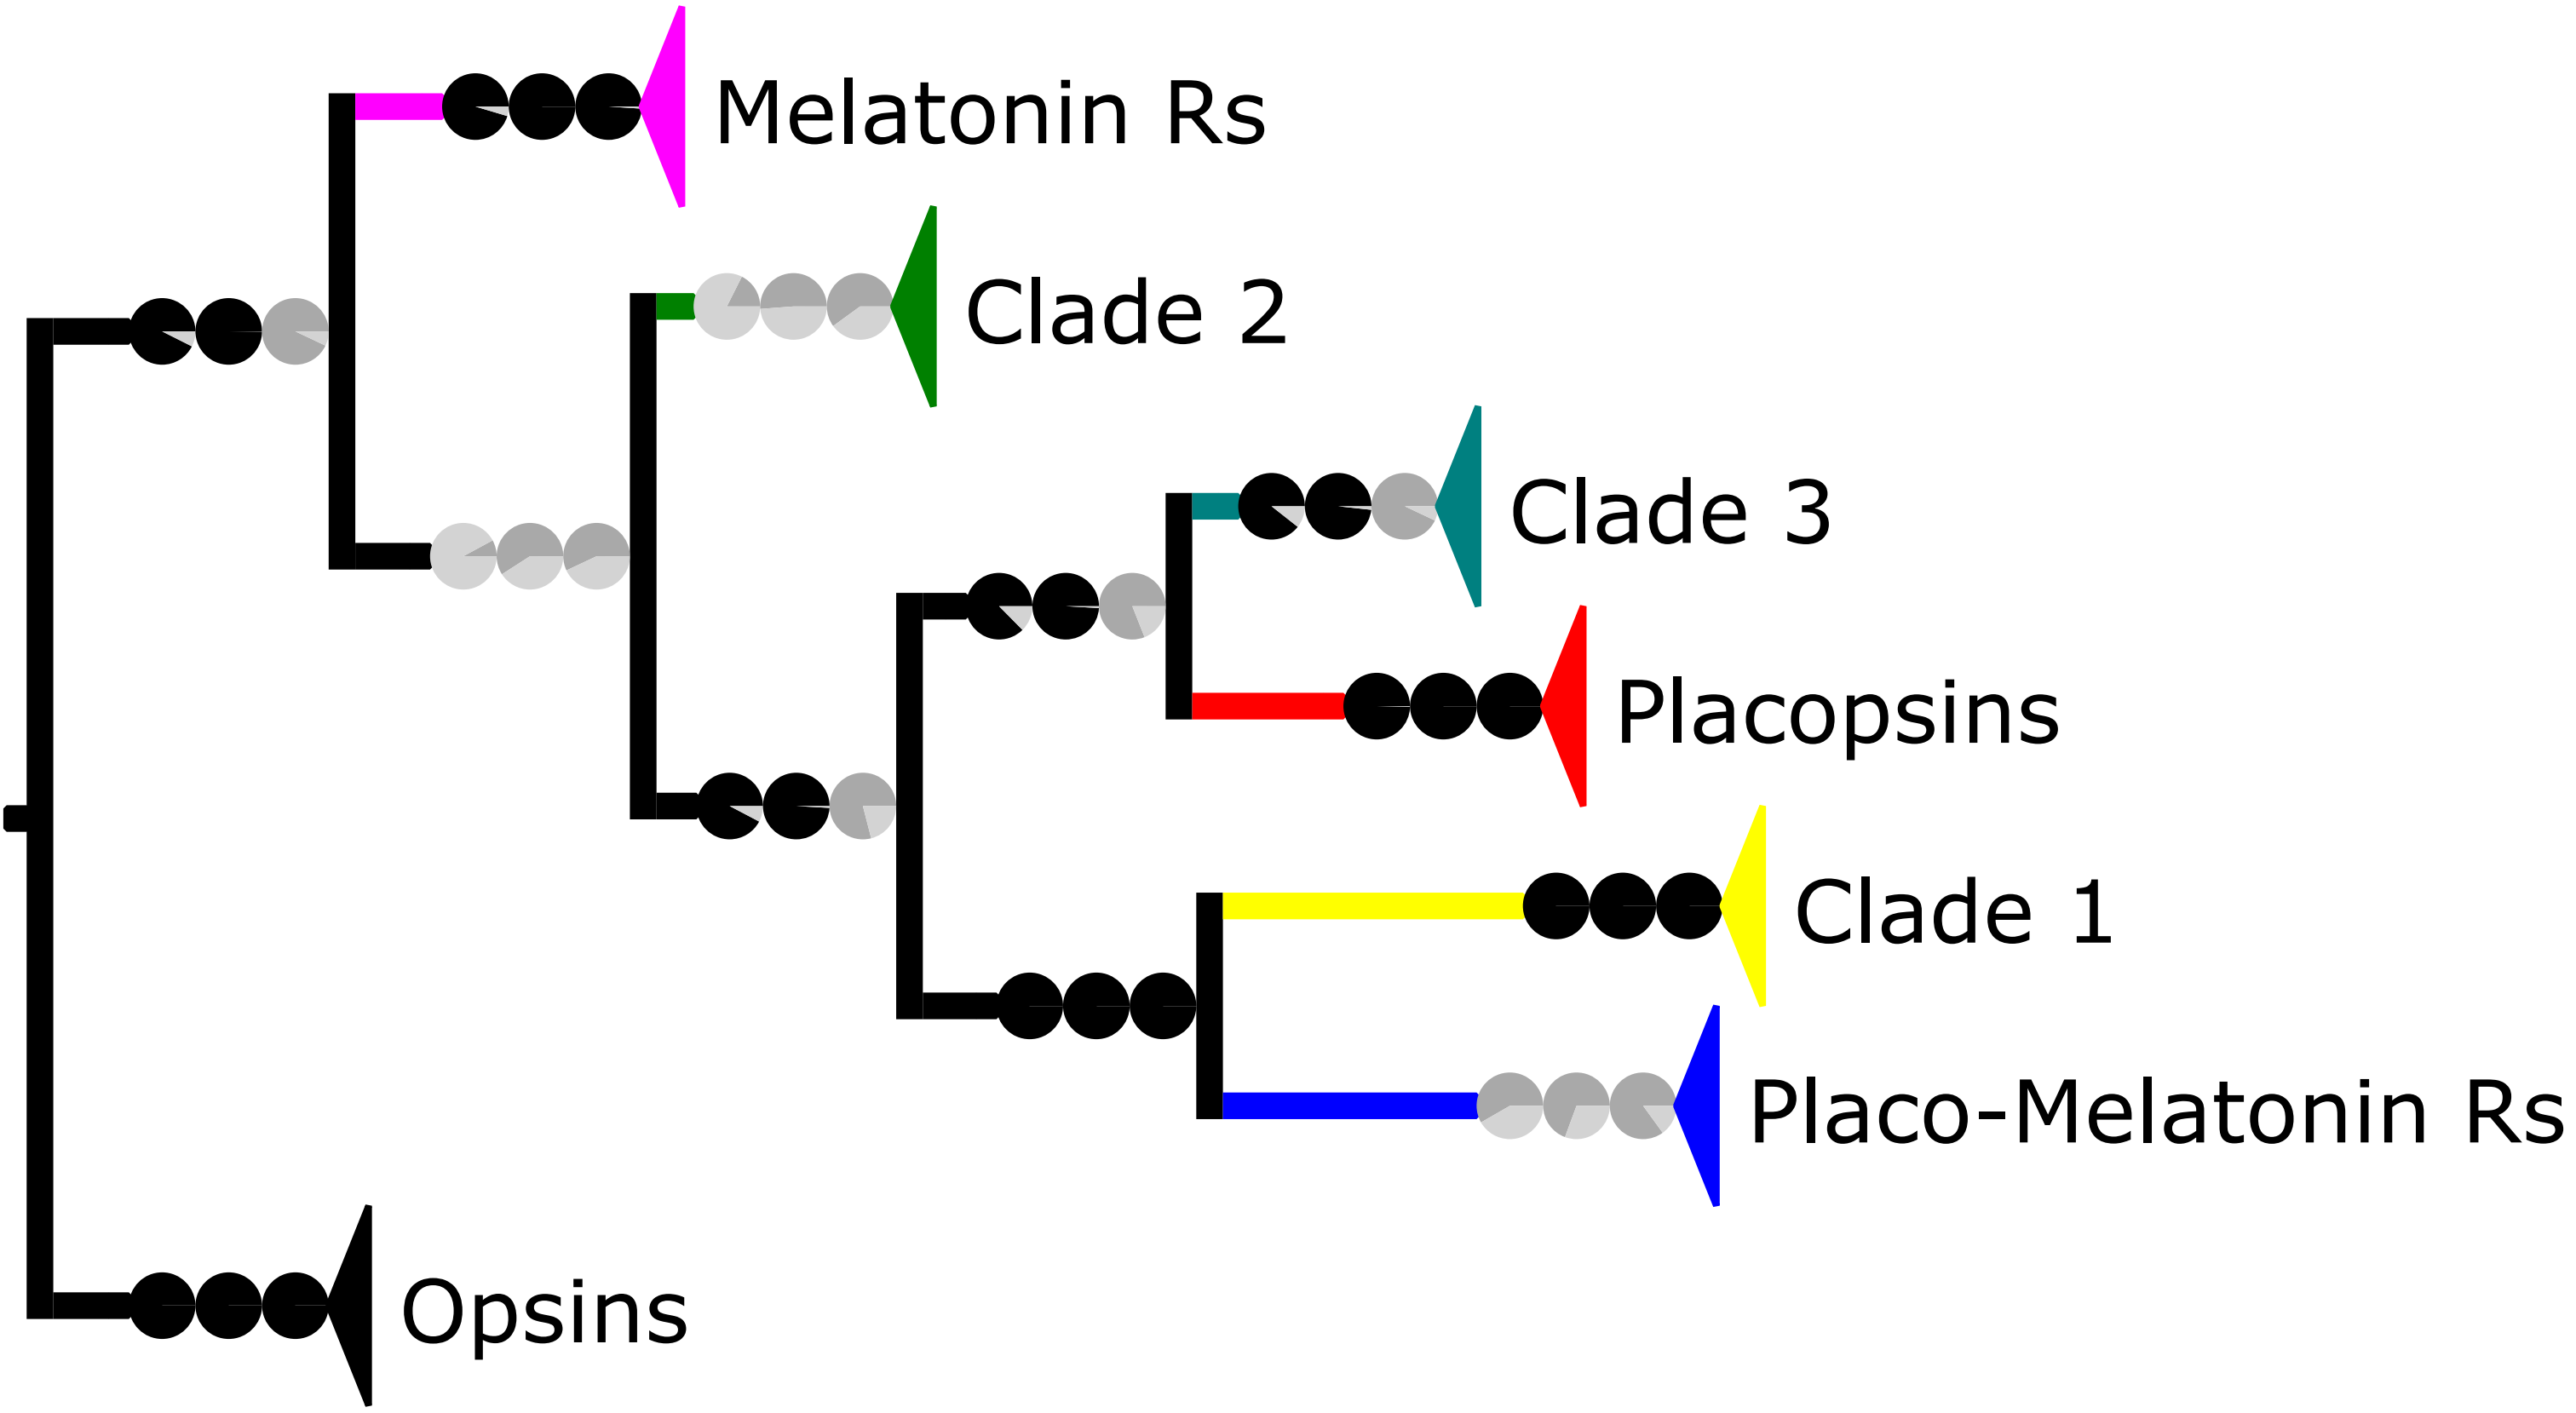 Melatonin Rs
Clade 2
Clade 3
Placopsins
Clade 1
Placo-Melatonin Rs
Opsins